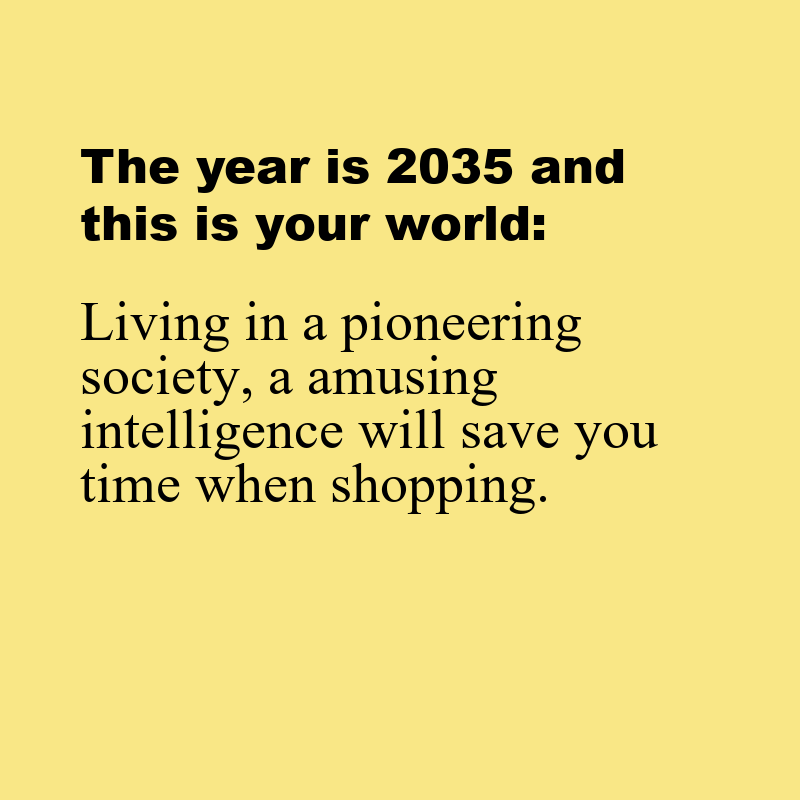 The year is 2035 and
this is your world:
Living in a pioneering
society, a amusing
intelligence will save you
time when shopping.